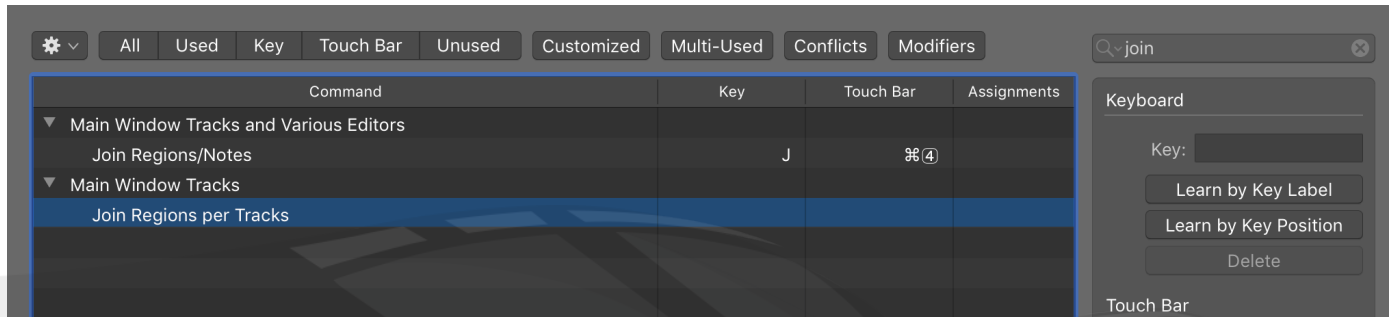 All Used Key Touch Bar Unused Customized Multi-Used Conflicts Modifiers join
Command Key Touch Bar Assignments
Main Window Tracks and Various Editors
Join Regions/Notes J ⌘4
Main Window Tracks
Join Regions per Tracks
Keyboard
Key:
Learn by Key Label
Learn by Key Position
Delete
Touch Bar